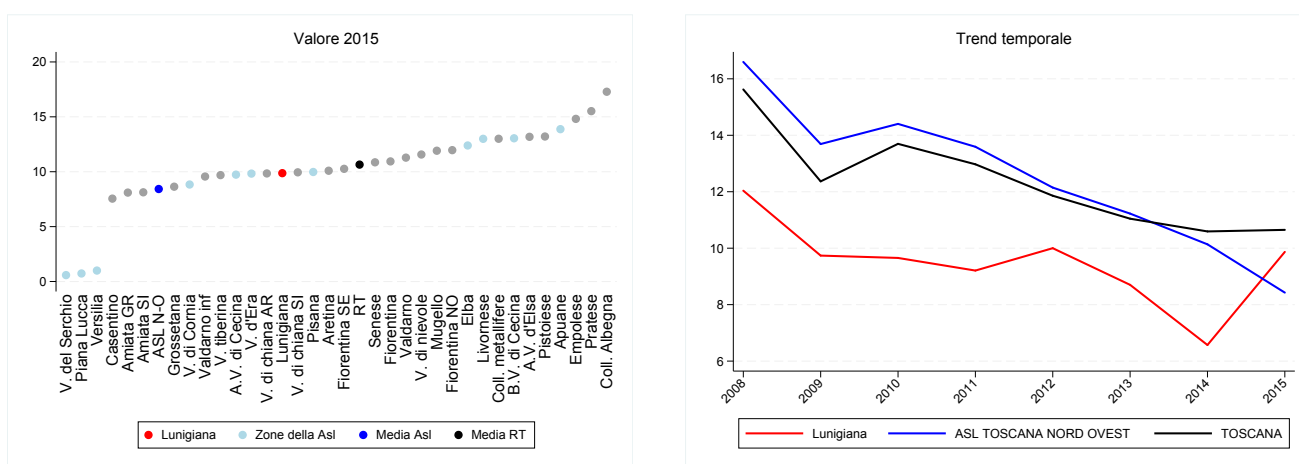 Valore 2015
20
15
10
5
0
V. del Serchio
Piana Lucca
Versilia
Casentino
Amiata GR
Amiata SI
ASL N-O
Grossetana
V. di Cornia
Valdarno inf
V. tiberina
A.V. di Cecina
V. d'Era
V. di chiana AR
Lunigiana
V. di chiana SI
Pisana
Aretina
Fiorentina SE
RT
Senese
Fiorentina
Valdarno
V. di nievole
Mugello
Fiorentina NO
Elba
Livornese
Coll. metallifere
B.V. di Cecina
A.V. d'Elsa
Pistoiese
Apuane
Empolese
Pratese
Coll. Albegna
Lunigiana Zone della Asl Media Asl Media RT
Trend temporale
16
14
12
10
8
6
2008 2009 2010 2011 2012 2013 2014 2015
Lunigiana ASL TOSCANA NORD OVEST TOSCANA